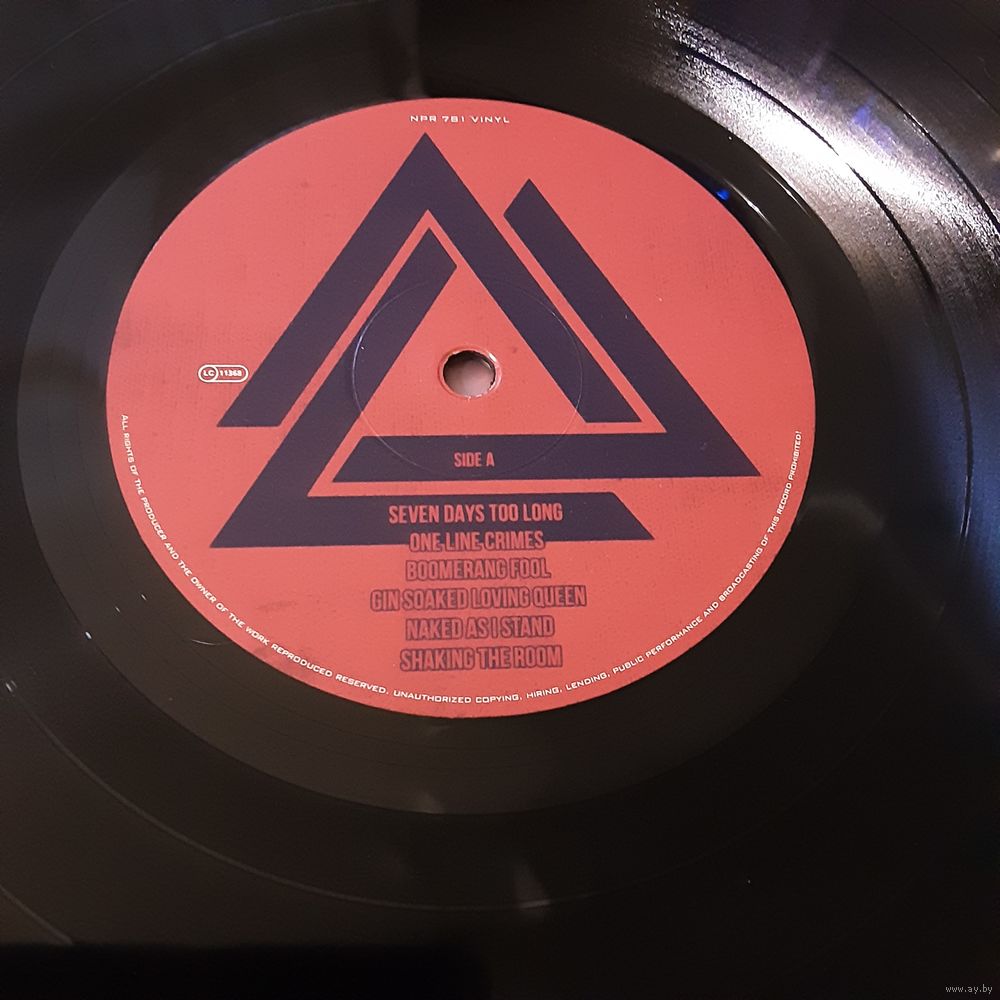 NPR 761 VINYL
LC 11368
SIDE A
SEVEN DAYS TOO LONG
ONE LINE CRIMES
BOOMERANG FOOL
GIN SOAKED LOVING QUEEN
NAKED AS I STAND
SHAKING THE ROOM
ALL RIGHTS OF THE PRODUCER AND THE OWNER OF THE WORK REPRODUCED RESERVED. UNAUTHORIZED COPYING, HIRING, LENDING, PUBLIC PERFORMANCE AND BROADCASTING OF THIS RECORD PROHIBITED!
www.ay.by